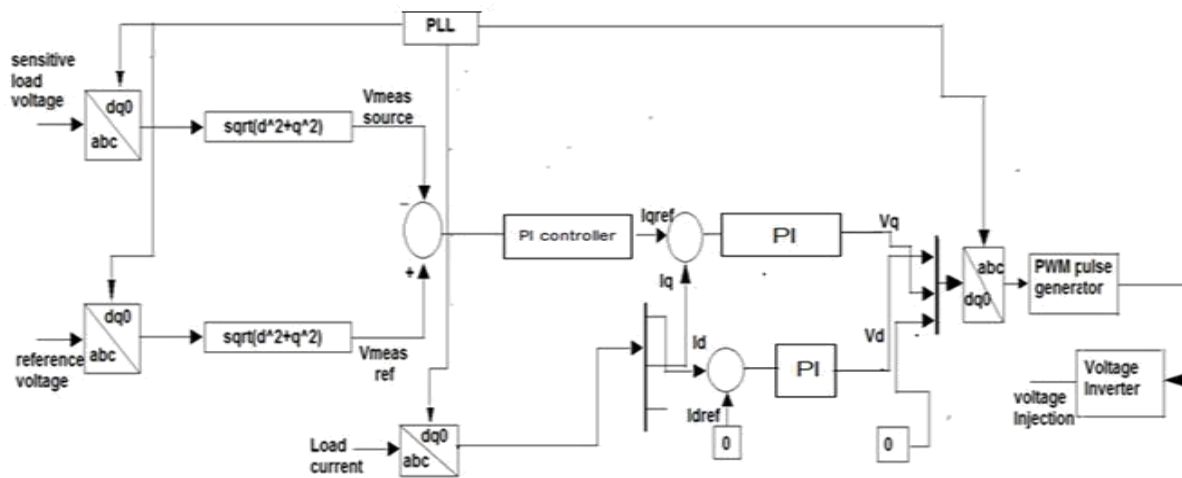 PLL
sensitive
load
voltage
dq0
abc
sqrt(d^2+q^2)
Vmeas
source
-
+
PI controller
Iqref
PI
Vq
abc
dq0
PWM pulse
generator
reference
voltage
dq0
abc
sqrt(d^2+q^2)
Vmeas
ref
Iq
Id
PI
Vd
Idref
0
0
Load
current
dq0
abc
voltage
Injection
Voltage
Inverter